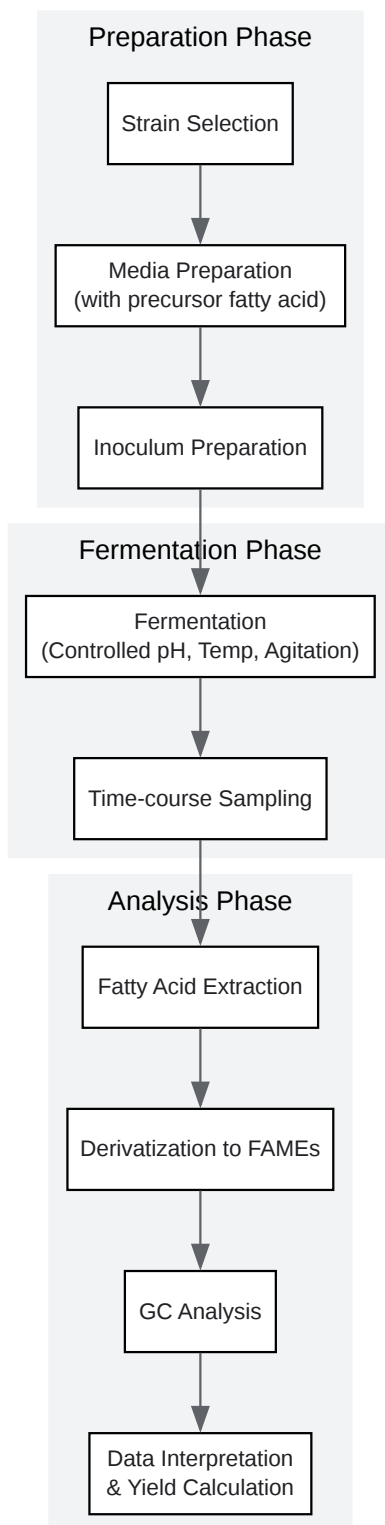 Preparation Phase
Strain Selection
Media Preparation
(with precursor fatty acid)
Inoculum Preparation
Fermentation Phase
Fermentation
(Controlled pH, Temp, Agitation)
Time-course Sampling
Analysis Phase
Fatty Acid Extraction
Derivatization to FAMEs
GC Analysis
Data Interpretation
& Yield Calculation